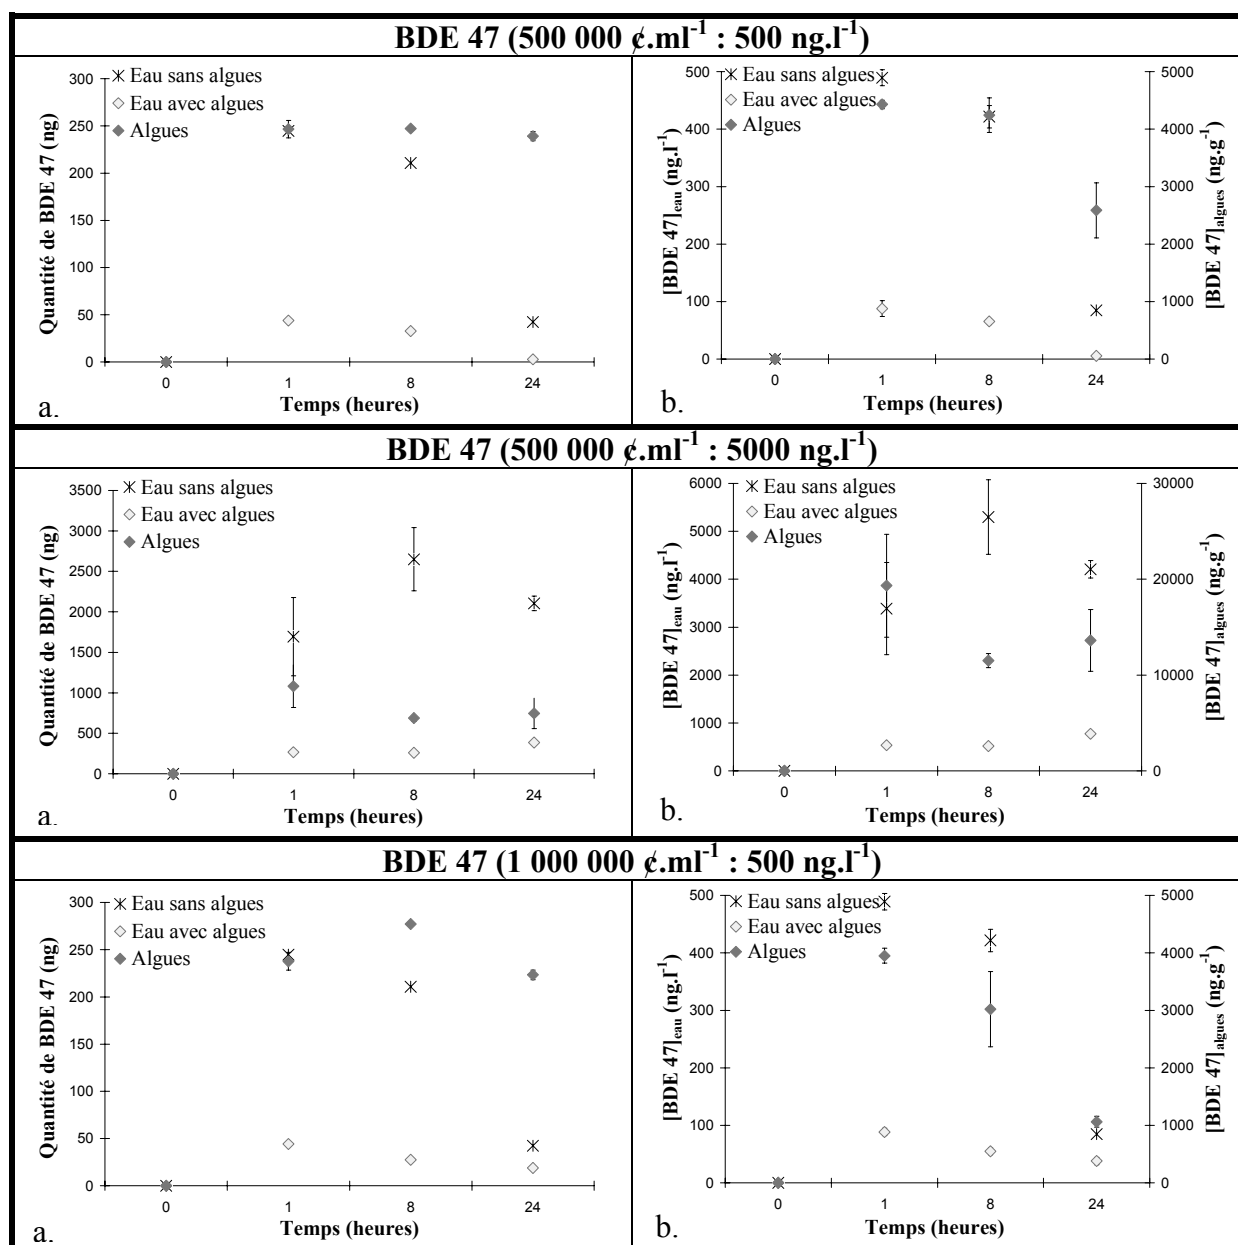 BDE 47 (500 000 ȼ.ml⁻¹ : 500 ng.l⁻¹)
Quantité de BDE 47 (ng)
300
250
200
150
100
50
0
Eau sans algues
Eau avec algues
Algues
0 1 8 24
Temps (heures)
a.
[BDE 47]eau (ng.l⁻¹)
500
400
300
200
100
0
Eau sans algues
Eau avec algues
Algues
5000
4000
3000
2000
1000
0
[BDE 47]algues (ng.g⁻¹)
0 1 8 24
Temps (heures)
b.
BDE 47 (500 000 ȼ.ml⁻¹ : 5000 ng.l⁻¹)
Quantité de BDE 47 (ng)
3500
3000
2500
2000
1500
1000
500
0
Eau sans algues
Eau avec algues
Algues
0 1 8 24
Temps (heures)
a.
[BDE 47]eau (ng.l⁻¹)
6000
5000
4000
3000
2000
1000
0
Eau sans algues
Eau avec algues
Algues
30000
20000
10000
0
[BDE 47]algues (ng.g⁻¹)
0 1 8 24
Temps (heures)
b.
BDE 47 (1 000 000 ȼ.ml⁻¹ : 500 ng.l⁻¹)
Quantité de BDE 47 (ng)
300
250
200
150
100
50
0
Eau sans algues
Eau avec algues
Algues
0 1 8 24
Temps (heures)
a.
[BDE 47]eau (ng.l⁻¹)
500
400
300
200
100
0
Eau sans algues
Eau avec algues
Algues
5000
4000
3000
2000
1000
0
[BDE 47]algues (ng.g⁻¹)
0 1 8 24
Temps (heures)
b.